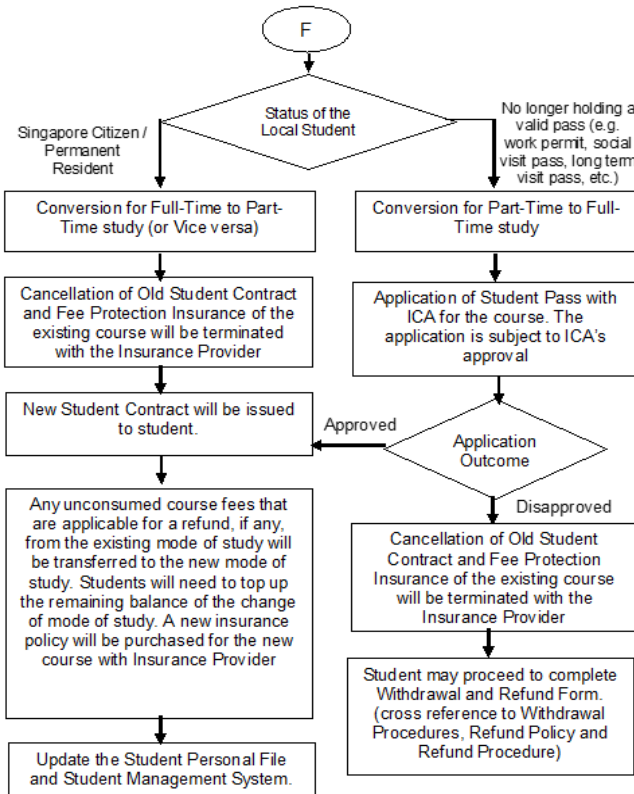 F
Status of the
Local Student
Singapore Citizen /
Permanent
Resident
No longer holding a
valid pass (e.g.
work permit, social
visit pass, long term
visit pass, etc.)
Conversion for Full-Time to Part-
Time study (or Vice versa)
Conversion for Part-Time to Full-
Time study
Cancellation of Old Student Contract
and Fee Protection Insurance of the
existing course will be terminated
with the Insurance Provider
Application of Student Pass with
ICA for the course. The
application is subject to ICA's
approval
New Student Contract will be issued
to student.
Approved
Application
Outcome
Disapproved
Any unconsumed course fees that
are applicable for a refund, if any,
from the existing mode of study will
be transferred to the new mode of
study. Students will need to top up
the remaining balance of the change
of mode of study. A new insurance
policy will be purchased for the new
course with Insurance Provider
Cancellation of Old Student
Contract and Fee Protection
Insurance of the existing course
will be terminated with the
Insurance Provider
Student may proceed to complete
Withdrawal and Refund Form.
(cross reference to Withdrawal
Procedures, Refund Policy and
Refund Procedure)
Update the Student Personal File
and Student Management System.